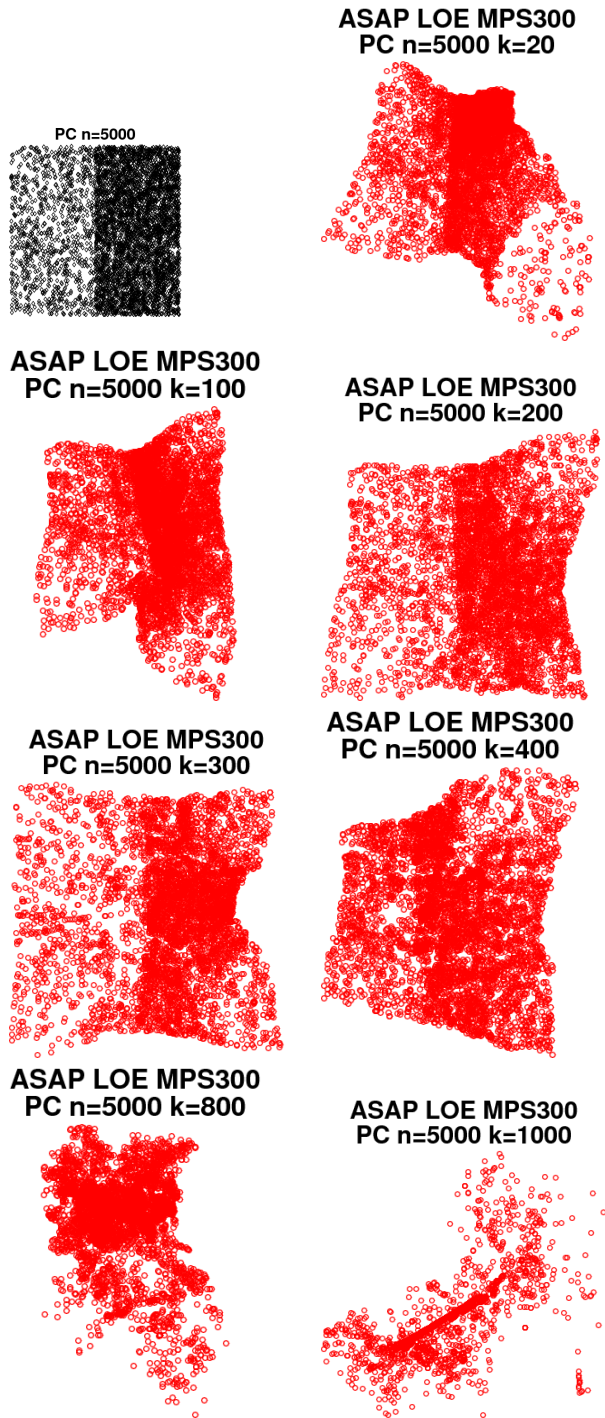 PC n=5000
ASAP LOE MPS300
PC n=5000 k=20
ASAP LOE MPS300
PC n=5000 k=100
ASAP LOE MPS300
PC n=5000 k=200
ASAP LOE MPS300
PC n=5000 k=300
ASAP LOE MPS300
PC n=5000 k=400
ASAP LOE MPS300
PC n=5000 k=800
ASAP LOE MPS300
PC n=5000 k=1000